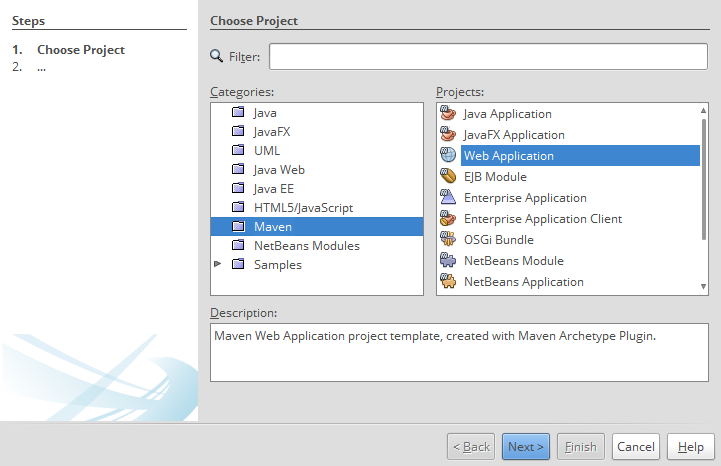 Steps
1. Choose Project
2. ...
Choose Project
Filter:
Categories:
Java
JavaFX
UML
Java Web
Java EE
HTML5/JavaScript
Maven
NetBeans Modules
Samples
Projects:
Java Application
JavaFX Application
Web Application
EJB Module
Enterprise Application
Enterprise Application Client
OSGi Bundle
NetBeans Module
NetBeans Application
Description:
Maven Web Application project template, created with Maven Archetype Plugin.
< Back Next > Finish Cancel Help